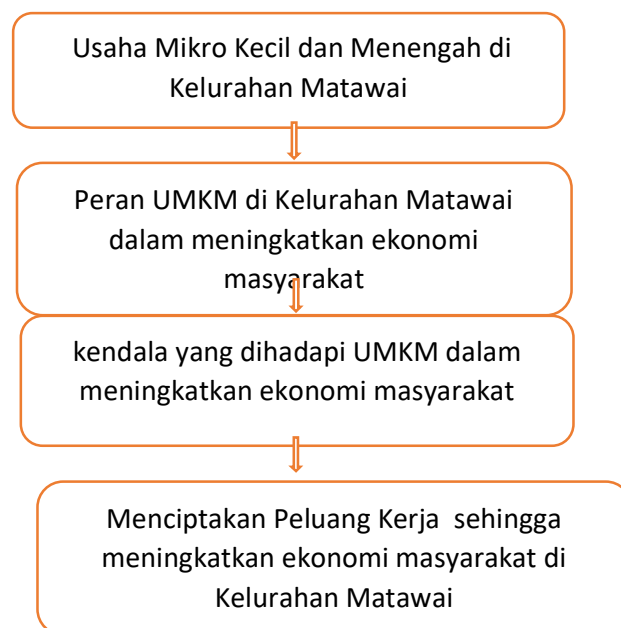 Usaha Mikro Kecil dan Menengah di
Kelurahan Matawai
Peran UMKM di Kelurahan Matawai
dalam meningkatkan ekonomi
masyarakat
kendala yang dihadapi UMKM dalam
meningkatkan ekonomi masyarakat
Menciptakan Peluang Kerja  sehingga
meningkatkan ekonomi masyarakat di
Kelurahan Matawai